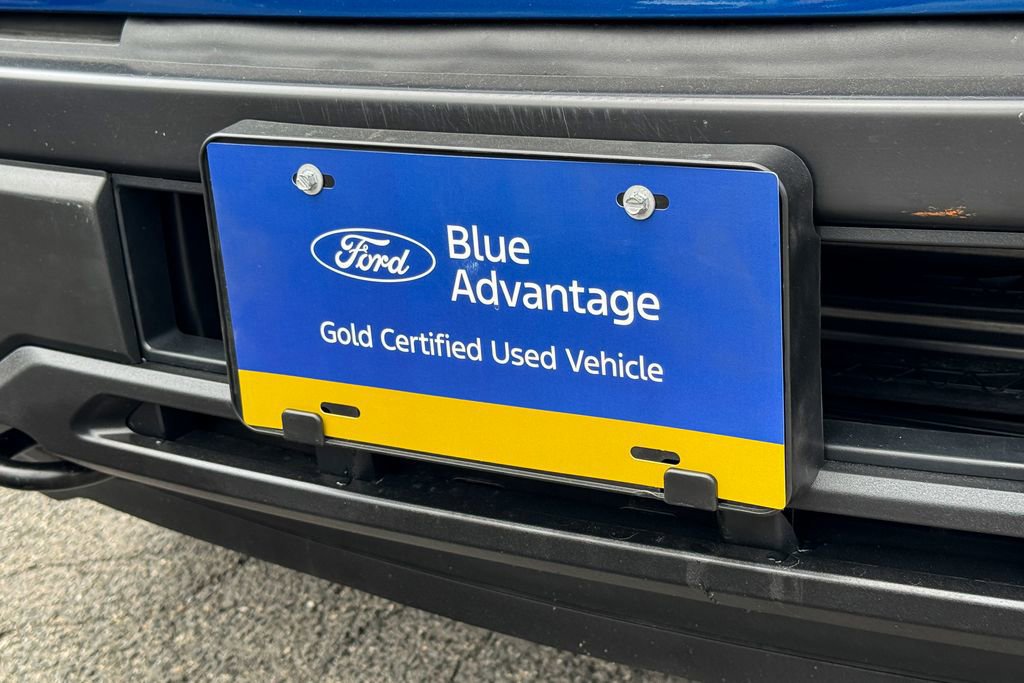 Ford
Blue
Advantage
Gold Certified Used Vehicle